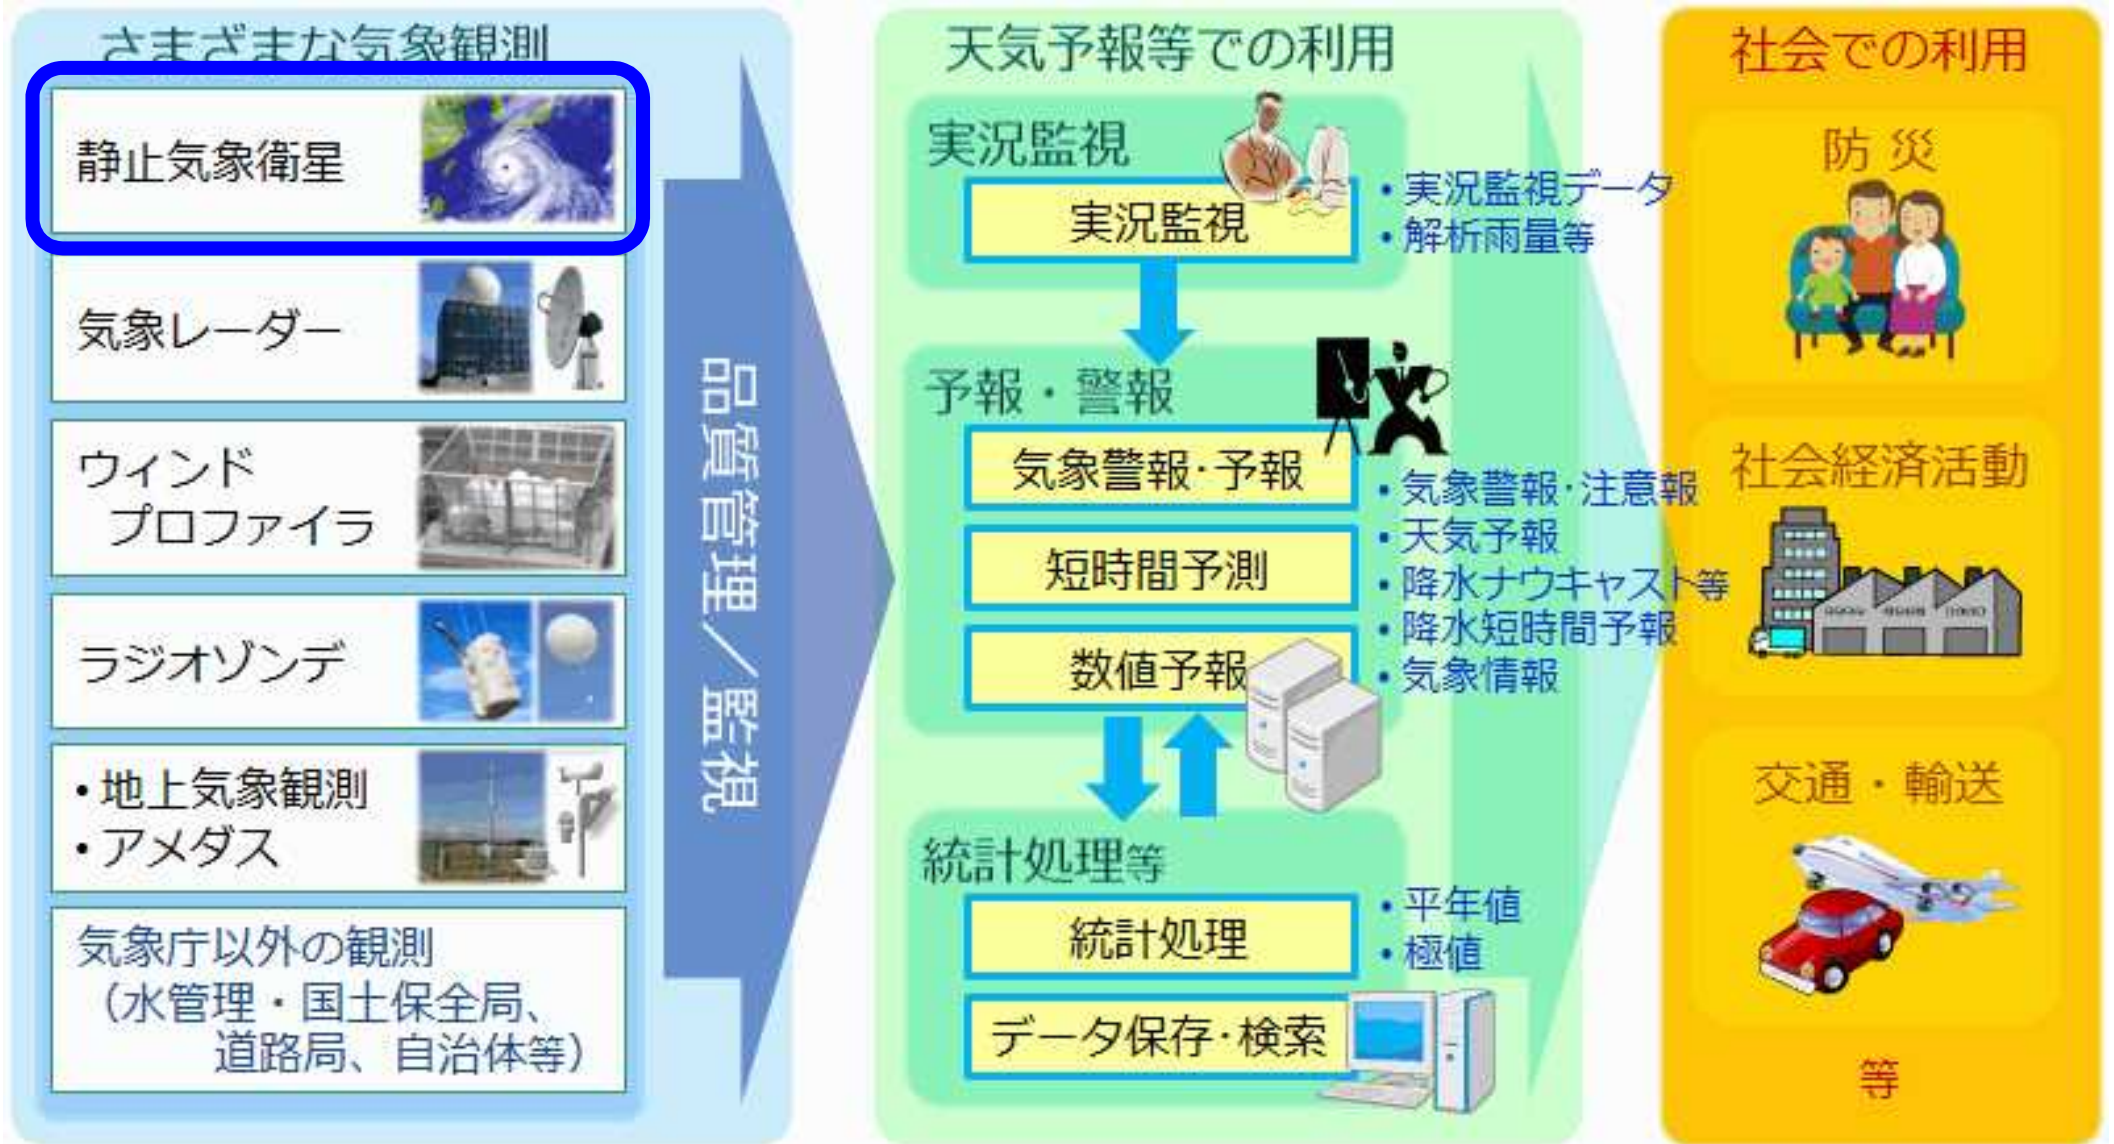 さまざまな気象観測
静止気象衛星
気象レーダー
ウィンド
プロファイラ
ラジオゾンデ
・地上気象観測
・アメダス
気象庁以外の観測
（水管理・国土保全局、
道路局、自治体等）
品質管理／監視
天気予報等での利用
実況監視
実況監視
・実況監視データ
・解析雨量等
予報・警報
気象警報・予報
短時間予測
数値予報
・気象警報・注意報
・天気予報
・降水ナウキャスト等
・降水短時間予報
・気象情報
統計処理等
統計処理
データ保存・検索
・平年値
・極値
社会での利用
防災
社会経済活動
交通・輸送
等